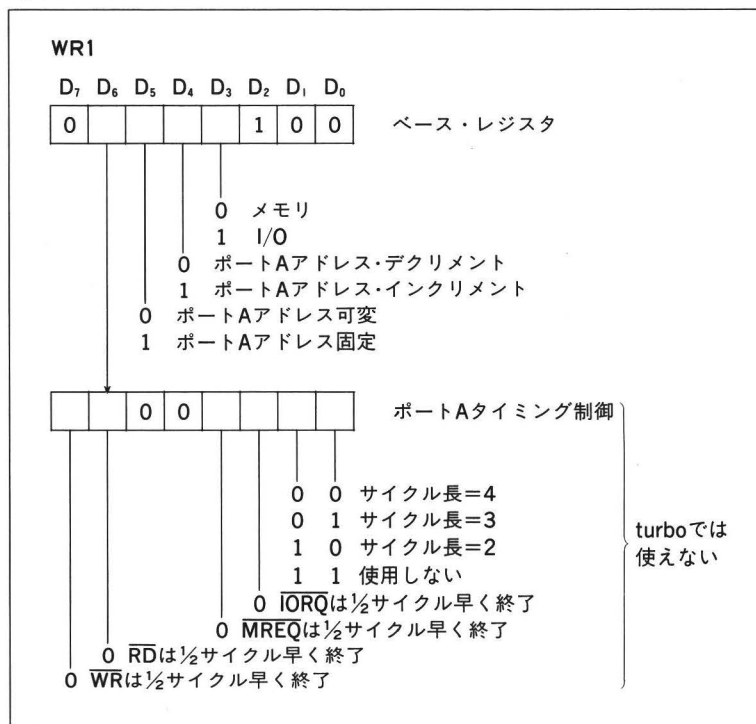 WR1
D₇ D₆ D₅ D₄ D₃ D₂ D₁ D₀
0 1 0 0 ベース・レジスタ
0 メモリ
1 I/O
0 ポートAアドレス・デクリメント
1 ポートAアドレス・インクリメント
0 ポートAアドレス可変
1 ポートAアドレス固定
0 0 ポートAタイミング制御
0 0 サイクル長=4
0 1 サイクル長=3
1 0 サイクル長=2
1 1 使用しない
turboでは
使えない
0 IORQは½サイクル早く終了
0 MREQは½サイクル早く終了
0 RDは½サイクル早く終了
0 WRは½サイクル早く終了